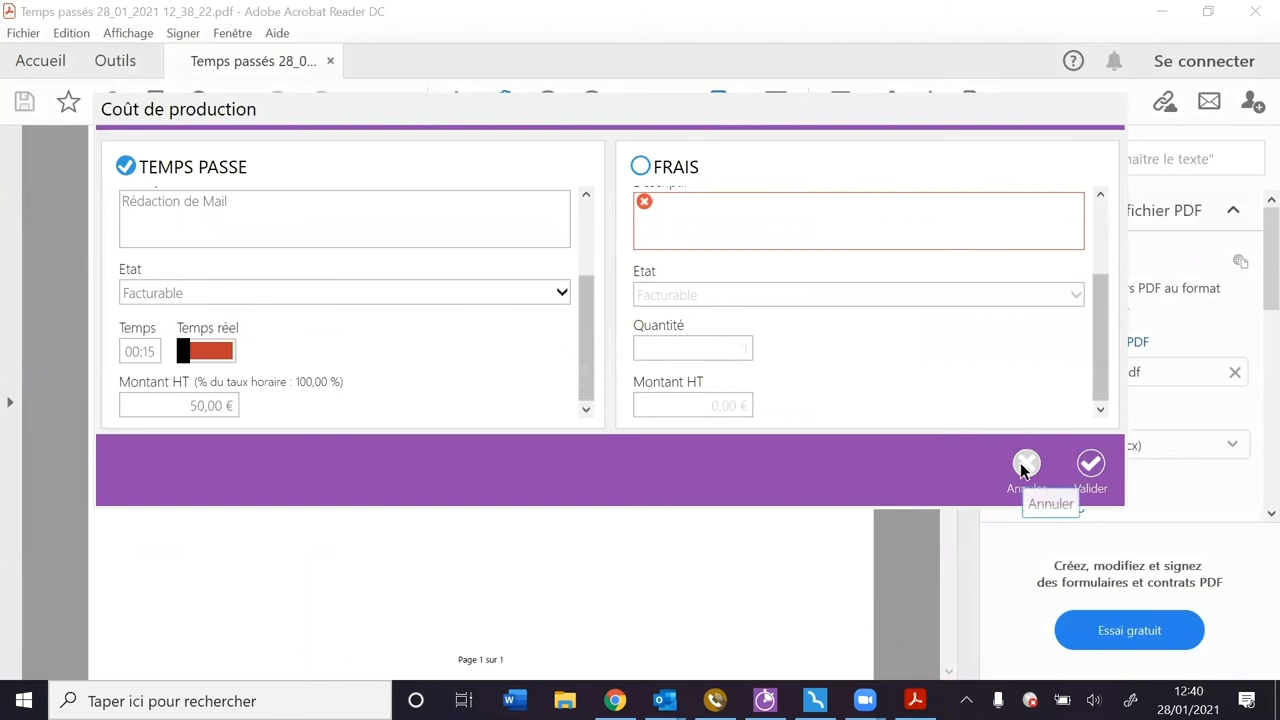 Temps passés 28_01_2021 12_38_22.pdf - Adobe Acrobat Reader DC
Fichier Edition Affichage Signer Fenêtre Aide
Accueil Outils Temps passés 28_0... × Se connecter
Coût de production
TEMPS PASSE
Rédaction de Mail
Etat
Facturable
Temps Temps réel
00:15
Montant HT (% du taux horaire : 100,00 %)
50,00 €
FRAIS
Descriptif
Etat
Facturable
Quantité
1
Montant HT
0,00 €
Annuler Valider
Annuler
naître le texte"
fichier PDF
rs PDF au format
PDF
df
cx)
Créez, modifiez et signez
des formulaires et contrats PDF
Essai gratuit
Page 1 sur 1
Taper ici pour rechercher
12:40
28/01/2021